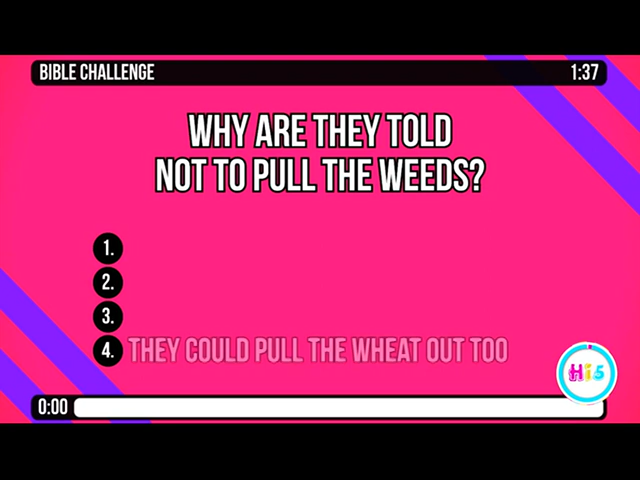 BIBLE CHALLENGE 1:37
WHY ARE THEY TOLD
NOT TO PULL THE WEEDS?
1.
2.
3.
4. THEY COULD PULL THE WHEAT OUT TOO
Hi5
0:00